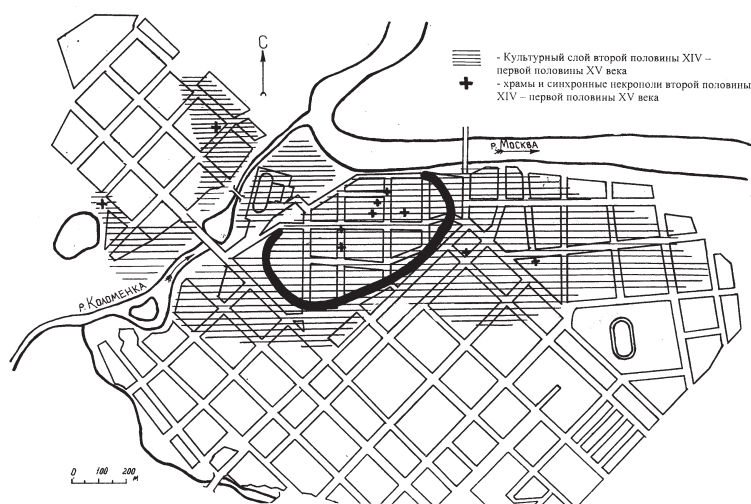 С
- Культурный слой второй половины XIV –
первой половины XV века
- храмы и синхронные некрополи второй половины
XIV – первой половины XV века
р. Москва
р. Коломенка
0 100 200
м